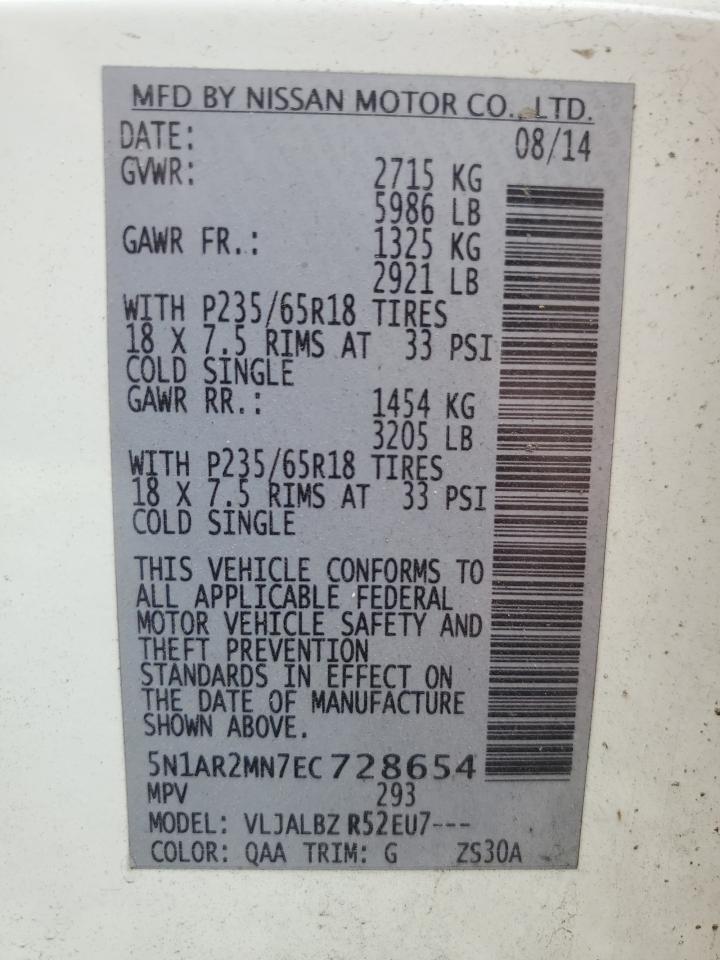 MFD BY NISSAN MOTOR CO., LTD.
DATE: 08/14
GVWR: 2715 KG
5986 LB
GAWR FR.: 1325 KG
2921 LB
WITH P235/65R18 TIRES
18 X 7.5 RIMS AT 33 PSI
COLD SINGLE
GAWR RR.: 1454 KG
3205 LB
WITH P235/65R18 TIRES
18 X 7.5 RIMS AT 33 PSI
COLD SINGLE
THIS VEHICLE CONFORMS TO
ALL APPLICABLE FEDERAL
MOTOR VEHICLE SAFETY AND
THEFT PREVENTION
STANDARDS IN EFFECT ON
THE DATE OF MANUFACTURE
SHOWN ABOVE.
5N1AR2MN7EC728654
MPV 293
MODEL: VLJALBZ R52EU7---
COLOR: QAA TRIM: G ZS30A